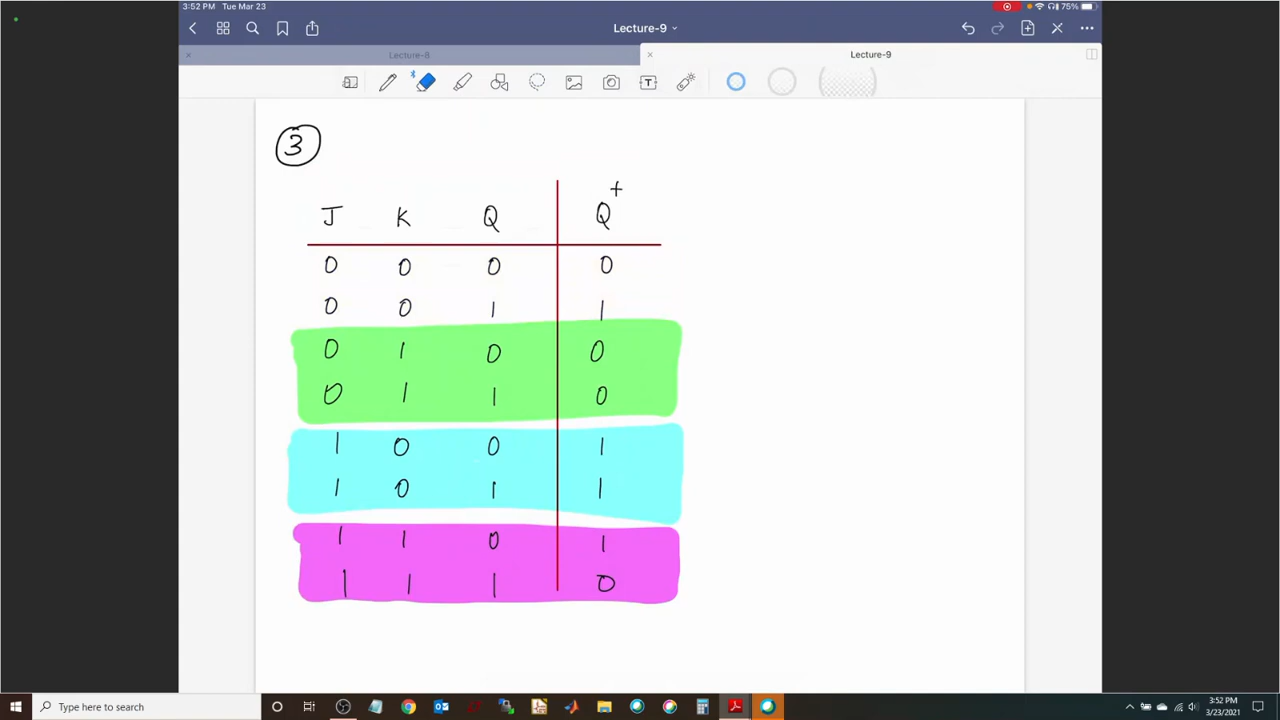 3:52 PM Tue Mar 23
75%
Lecture-9
Lecture-8
Lecture-9
T
3
J K Q Q+
0 0 0 0
0 0 1 1
0 1 0 0
0 1 1 0
1 0 0 1
1 0 1 1
1 1 0 1
1 1 1 0
Type here to search
3:52 PM
3/23/2021